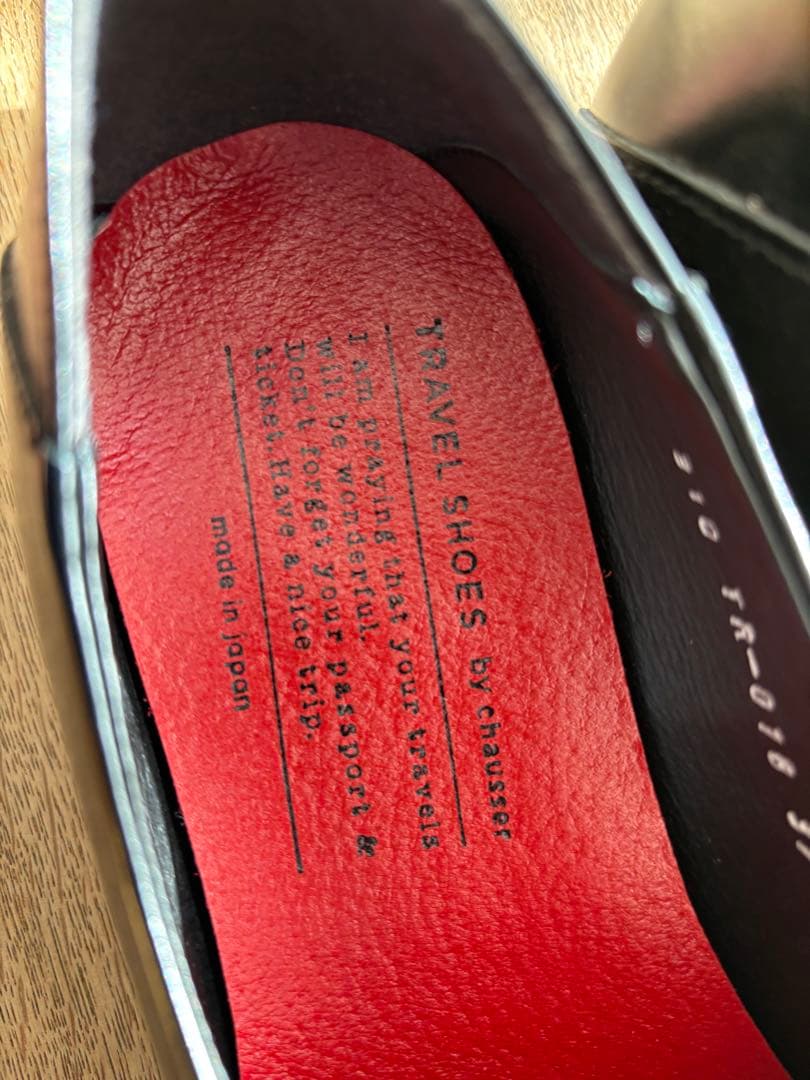 TRAVEL SHOES by chausser
I am praying that your travels
will be wonderful.
Don't forget your passport &
ticket. Have a nice trip.
made in japan
TR-018 37